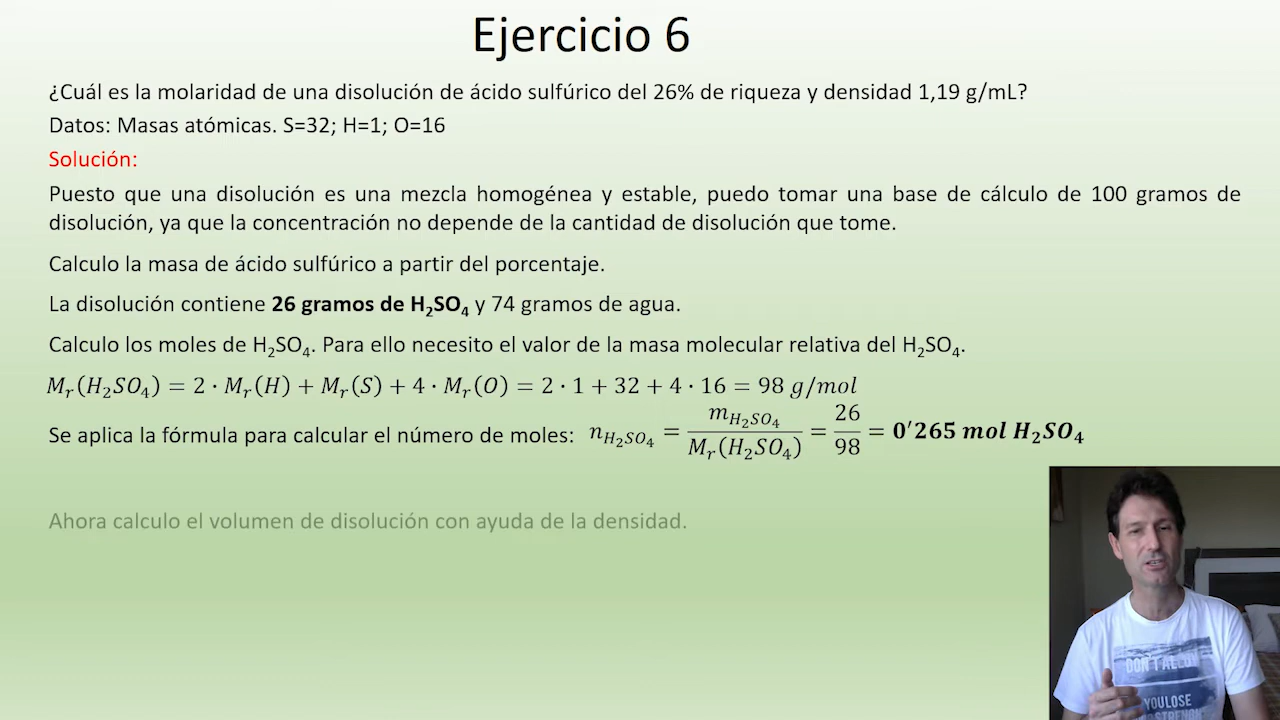 Ejercicio 6
¿Cuál es la molaridad de una disolución de ácido sulfúrico del 26% de riqueza y densidad 1,19 g/mL?
Datos: Masas atómicas. S=32; H=1; O=16
Solución:
Puesto que una disolución es una mezcla homogénea y estable, puedo tomar una base de cálculo de 100 gramos de
disolución, ya que la concentración no depende de la cantidad de disolución que tome.
Calculo la masa de ácido sulfúrico a partir del porcentaje.
La disolución contiene 26 gramos de H₂SO₄ y 74 gramos de agua.
Calculo los moles de H₂SO₄. Para ello necesito el valor de la masa molecular relativa del H₂SO₄.
Mᵣ(H₂SO₄) = 2 · Mᵣ(H) + Mᵣ(S) + 4 · Mᵣ(O) = 2 · 1 + 32 + 4 · 16 = 98 g/mol
Se aplica la fórmula para calcular el número de moles: n_H₂SO₄ = m_H₂SO₄ / Mᵣ(H₂SO₄) = 26 / 98 = 0'265 mol H₂SO₄
Ahora calculo el volumen de disolución con ayuda de la densidad.
DON'T
YOU LOSE